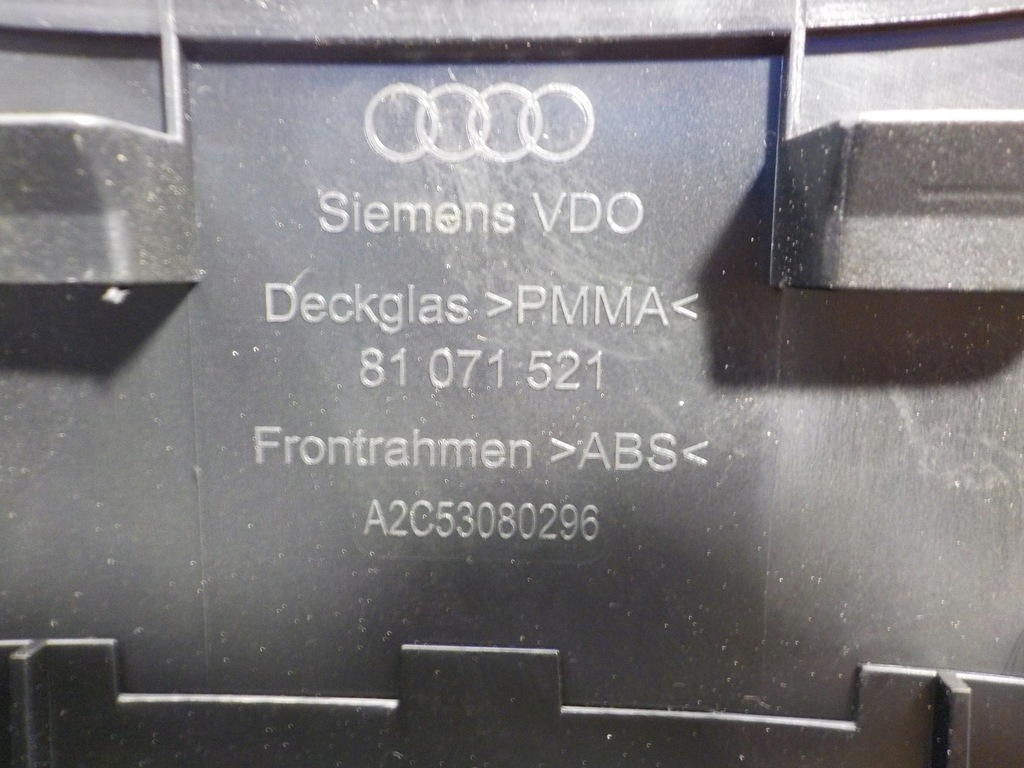 Siemens VDO
Deckglas >PMMA<
81 071 521
Frontrahmen >ABS<
A2C53080296